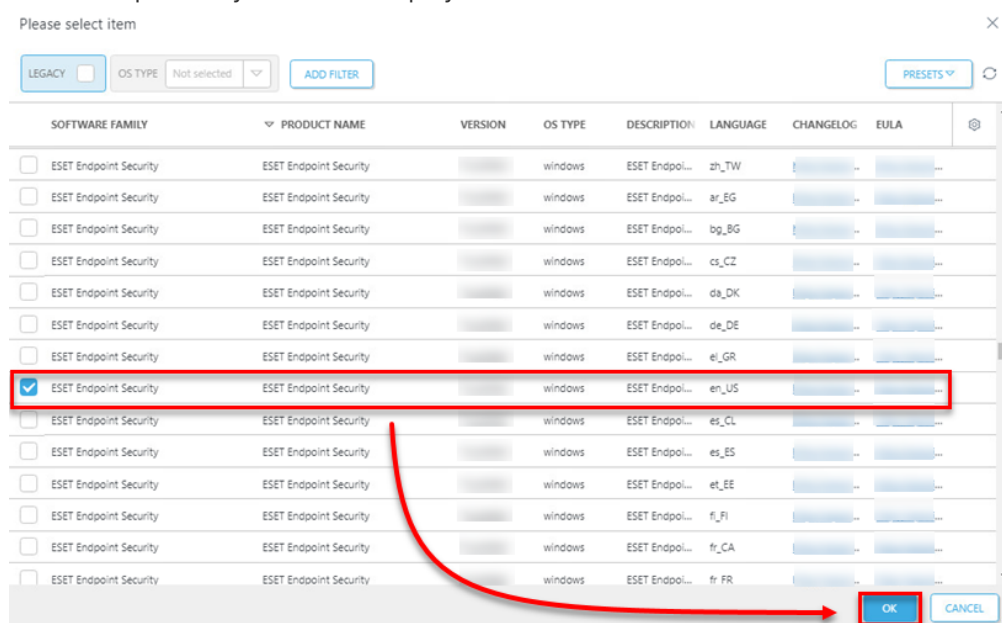 Please select item
LEGACY OS TYPE Not selected ADD FILTER PRESETS
SOFTWARE FAMILY PRODUCT NAME VERSION OS TYPE DESCRIPTION LANGUAGE CHANGELOG EULA
ESET Endpoint Security ESET Endpoint Security windows ESET Endpoi... zh_TW .. ...
ESET Endpoint Security ESET Endpoint Security windows ESET Endpoi... ar_EG .. ...
ESET Endpoint Security ESET Endpoint Security windows ESET Endpoi... bg_BG .. ...
ESET Endpoint Security ESET Endpoint Security windows ESET Endpoi... cs_CZ .. ...
ESET Endpoint Security ESET Endpoint Security windows ESET Endpoi... da_DK .. ...
ESET Endpoint Security ESET Endpoint Security windows ESET Endpoi... de_DE .. ...
ESET Endpoint Security ESET Endpoint Security windows ESET Endpoi... el_GR .. ...
ESET Endpoint Security ESET Endpoint Security windows ESET Endpoi... en_US .. ...
ESET Endpoint Security ESET Endpoint Security windows ESET Endpoi... es_CL .. ...
ESET Endpoint Security ESET Endpoint Security windows ESET Endpoi... es_ES .. ...
ESET Endpoint Security ESET Endpoint Security windows ESET Endpoi... et_EE .. ...
ESET Endpoint Security ESET Endpoint Security windows ESET Endpoi... fi_FI .. ...
ESET Endpoint Security ESET Endpoint Security windows ESET Endpoi... fr_CA .. ...
ESET Endpoint Security ESET Endpoint Security windows ESET Endpoi... fr_FR .. ...
OK CANCEL